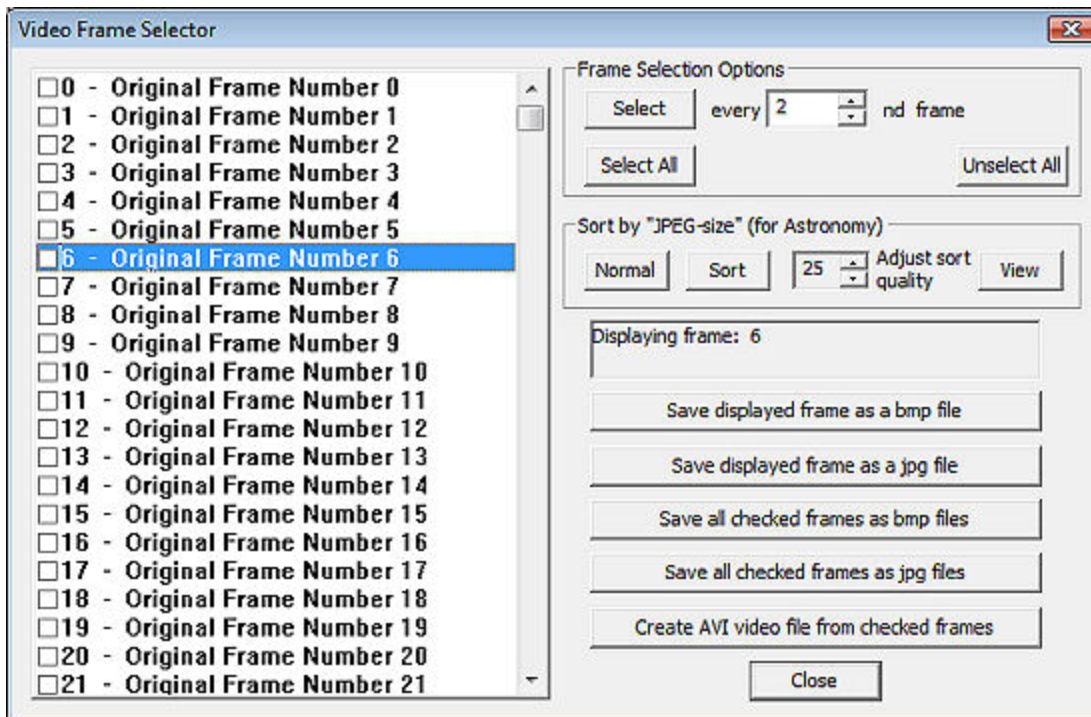 Video Frame Selector
0 - Original Frame Number 0
1 - Original Frame Number 1
2 - Original Frame Number 2
3 - Original Frame Number 3
4 - Original Frame Number 4
5 - Original Frame Number 5
6 - Original Frame Number 6
7 - Original Frame Number 7
8 - Original Frame Number 8
9 - Original Frame Number 9
10 - Original Frame Number 10
11 - Original Frame Number 11
12 - Original Frame Number 12
13 - Original Frame Number 13
14 - Original Frame Number 14
15 - Original Frame Number 15
16 - Original Frame Number 16
17 - Original Frame Number 17
18 - Original Frame Number 18
19 - Original Frame Number 19
20 - Original Frame Number 20
21 - Original Frame Number 21
Frame Selection Options
Select every 2 nd frame
Select All Unselect All
Sort by "JPEG-size" (for Astronomy)
Normal Sort 25 Adjust sort quality View
Displaying frame: 6
Save displayed frame as a bmp file
Save displayed frame as a jpg file
Save all checked frames as bmp files
Save all checked frames as jpg files
Create AVI video file from checked frames
Close